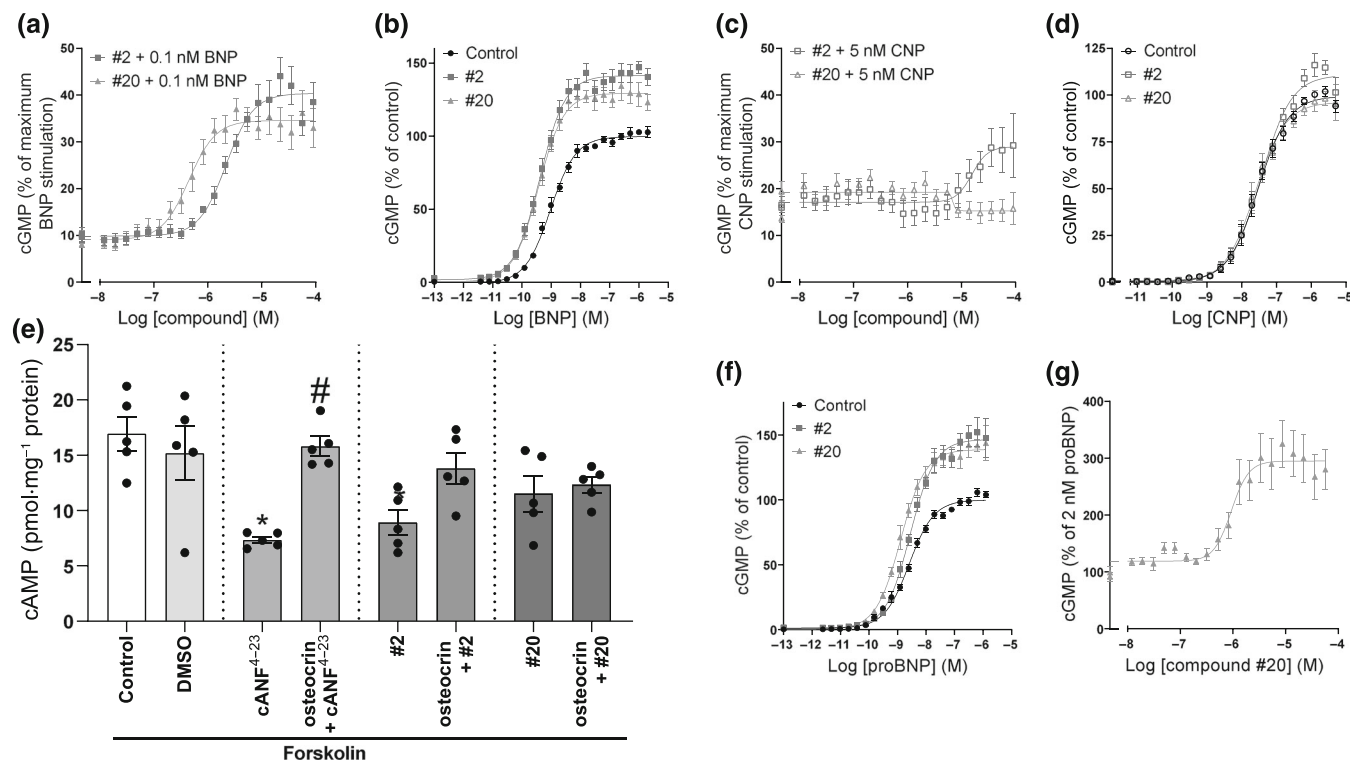 (a)
#2 + 0.1 nM BNP
#20 + 0.1 nM BNP
cGMP (% of maximum
BNP stimulation)
50
40
30
20
10
0
–8
–7
–6
–5
–4
Log [compound] (M)
(b)
Control
#2
#20
cGMP (% of control)
150
100
50
0
–13
–12
–11
–10
–9
–8
–7
–6
–5
Log [BNP] (M)
(c)
#2 + 5 nM CNP
#20 + 5 nM CNP
cGMP (% of maximum
CNP stimulation)
50
40
30
20
10
0
–8
–7
–6
–5
–4
Log [compound] (M)
(d)
Control
#2
#20
cGMP (% of control)
125
100
75
50
25
0
–11
–10
–9
–8
–7
–6
–5
Log [CNP] (M)
(e)
cAMP (pmol·mg⁻¹ protein)
25
20
15
10
5
0
*
#
*
Control
DMSO
cANF⁴⁻²³
osteocrin
+ cANF⁴⁻²³
#2
osteocrin
+ #2
#20
osteocrin
+ #20
Forskolin
(f)
Control
#2
#20
cGMP (% of control)
150
100
50
0
–13
–12
–11
–10
–9
–8
–7
–6
–5
Log [proBNP] (M)
(g)
cGMP (% of 2 nM proBNP)
400
300
200
100
0
–8
–7
–6
–5
–4
Log [compound #20] (M)